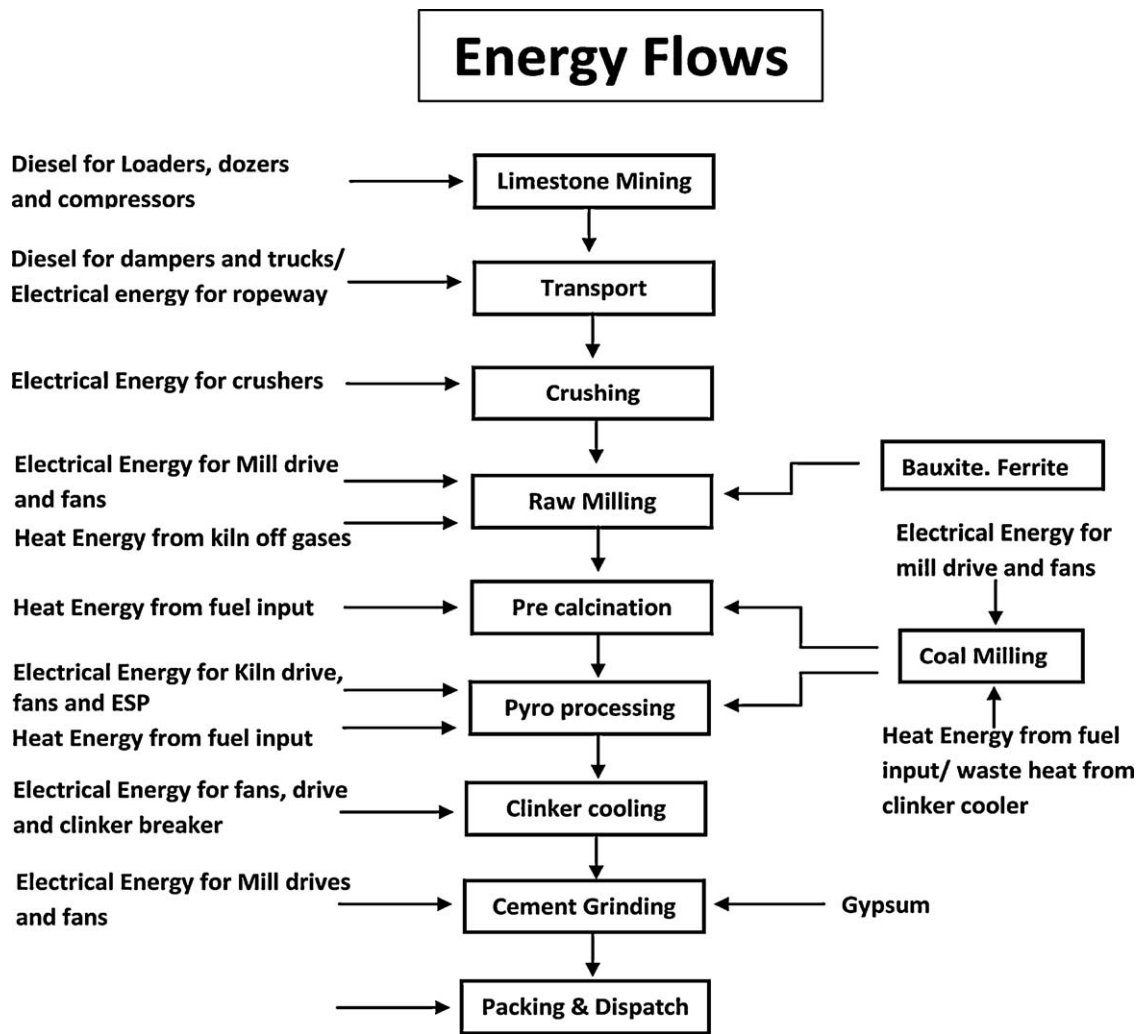 Energy Flows
Diesel for Loaders, dozers
and compressors
Limestone Mining
Diesel for dampers and trucks/
Electrical energy for ropeway
Transport
Electrical Energy for crushers
Crushing
Electrical Energy for Mill drive
and fans
Heat Energy from kiln off gases
Raw Milling
Bauxite. Ferrite
Electrical Energy for
mill drive and fans
Heat Energy from fuel input
Pre calcination
Coal Milling
Electrical Energy for Kiln drive,
fans and ESP
Heat Energy from fuel input
Pyro processing
Heat Energy from fuel
input/ waste heat from
clinker cooler
Electrical Energy for fans, drive
and clinker breaker
Clinker cooling
Electrical Energy for Mill drives
and fans
Cement Grinding
Gypsum
Packing & Dispatch